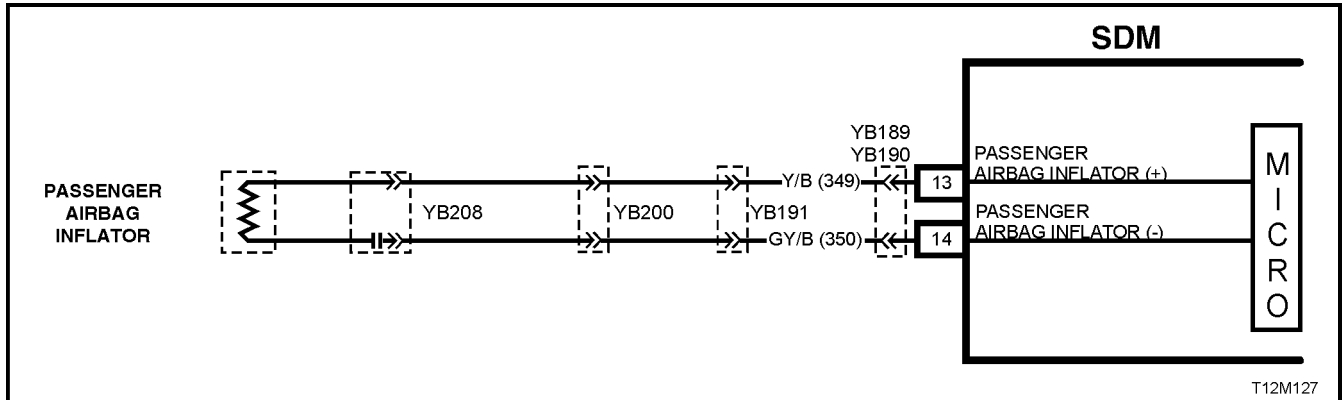 SDM
YB189
YB190
PASSENGER
AIRBAG INFLATOR (+)
PASSENGER
AIRBAG INFLATOR
Y/B (349)
13
YB208
YB200
YB191
PASSENGER
AIRBAG INFLATOR (-)
GY/B (350)
14
MICRO
T12M127